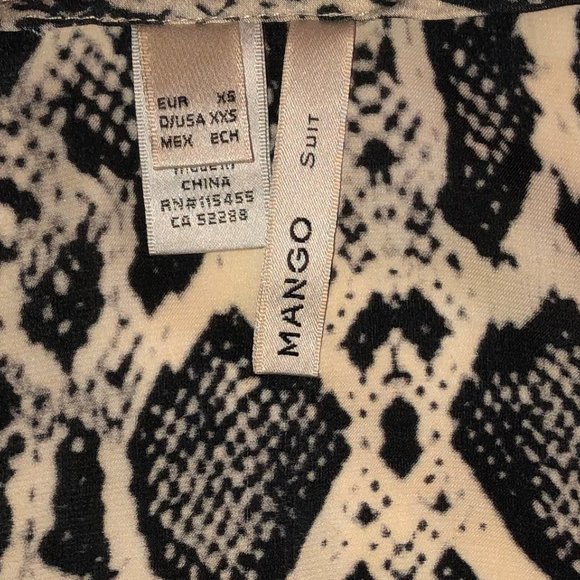 EUR XS
D/USA XXS
MEX ECH
CHINA
RN#115455
CA 52288
MANGO SUIT